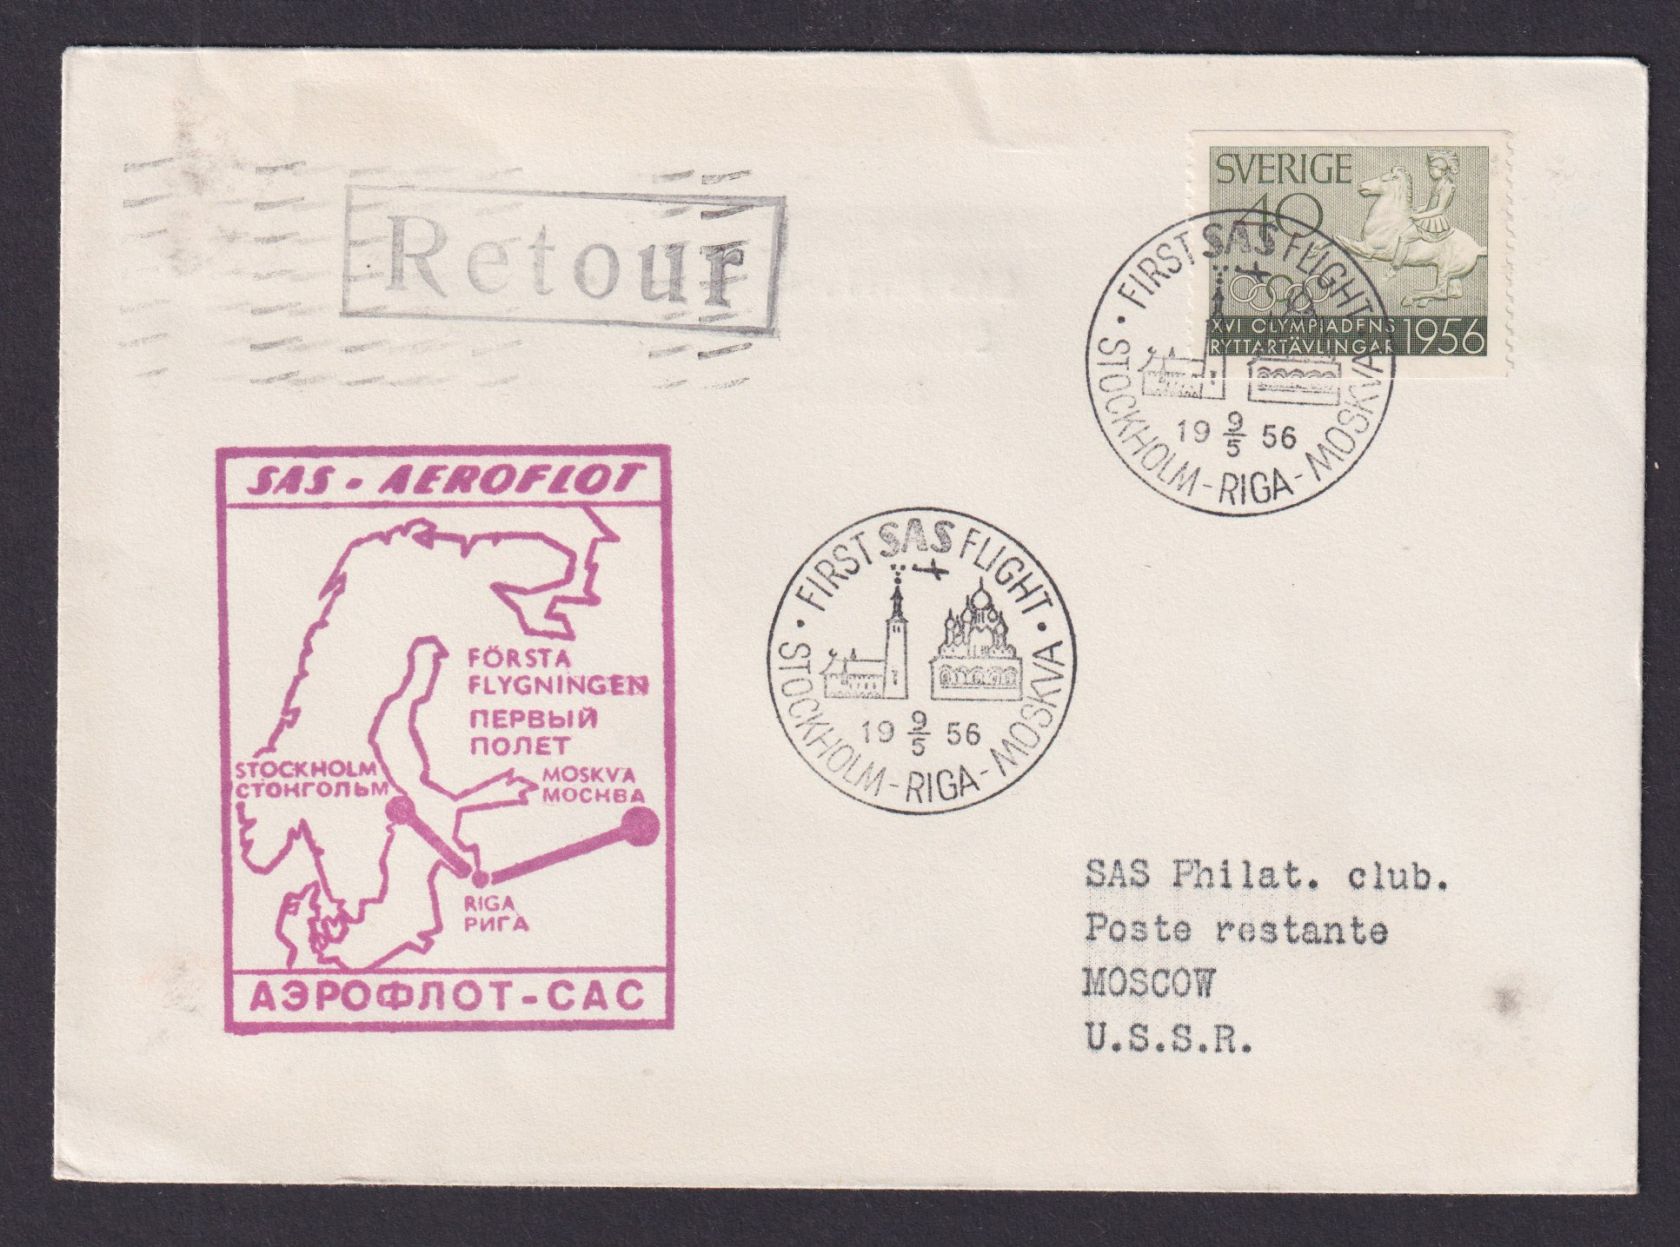 Retour
SVERIGE
40
XVI OLYMPIADENS
RYTTARTÄVLINGAR 1956
FIRST SAS FLIGHT
19 9/5 56
STOCKHOLM-RIGA-MOSKVA
SAS - AEROFLOT
FÖRSTA
FLYGNINGEN
ПЕРВЫЙ
ПОЛЕТ
STOCKHOLM
СТОНГОЛЬМ
MOSKVA
МОСНВА
RIGA
РИГА
АЭРОФЛОТ-САС
FIRST SAS FLIGHT
19 9/5 56
STOCKHOLM-RIGA-MOSKVA
SAS Philat. club.
Poste restante
MOSCOW
U.S.S.R.